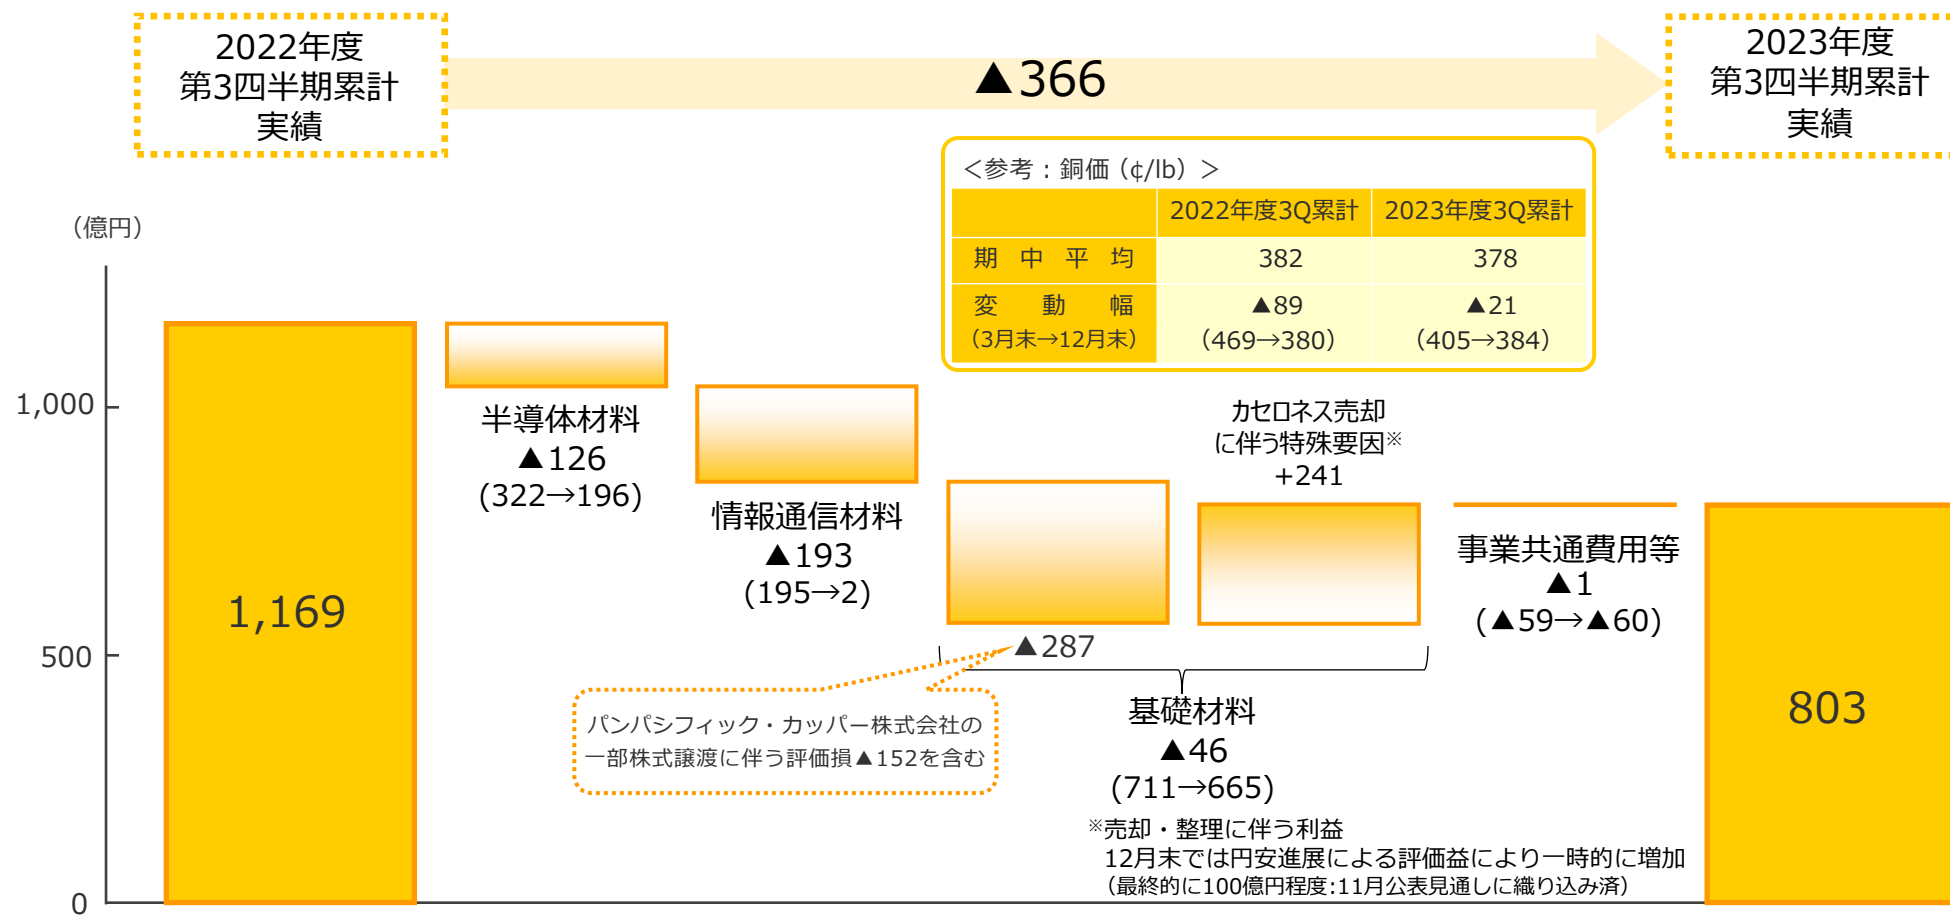 2022年度
第3四半期累計
実績
▲366
2023年度
第3四半期累計
実績
＜参考：銅価（¢/lb）＞
2022年度3Q累計 2023年度3Q累計
期中平均 382 378
変動幅 ▲89 ▲21
（3月末→12月末） （469→380） （405→384）
（億円）
1,000
500
0
1,169
半導体材料
▲126
(322→196)
情報通信材料
▲193
(195→2)
▲287
パンパシフィック・カッパー株式会社の
一部株式譲渡に伴う評価損▲152を含む
カセロネス売却
に伴う特殊要因※
+241
基礎材料
▲46
(711→665)
※売却・整理に伴う利益
12月末では円安進展による評価益により一時的に増加
（最終的に100億円程度:11月公表見通しに織り込み済）
事業共通費用等
▲1
(▲59→▲60)
803